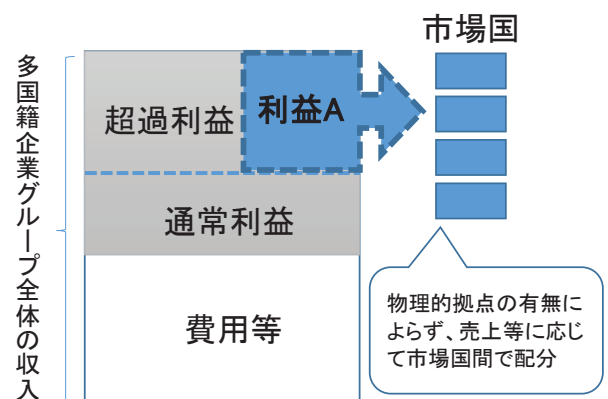 市場国
多国籍企業グループ全体の収入
超過利益
利益A
通常利益
費用等
物理的拠点の有無に
よらず、売上等に応じ
て市場国間で配分